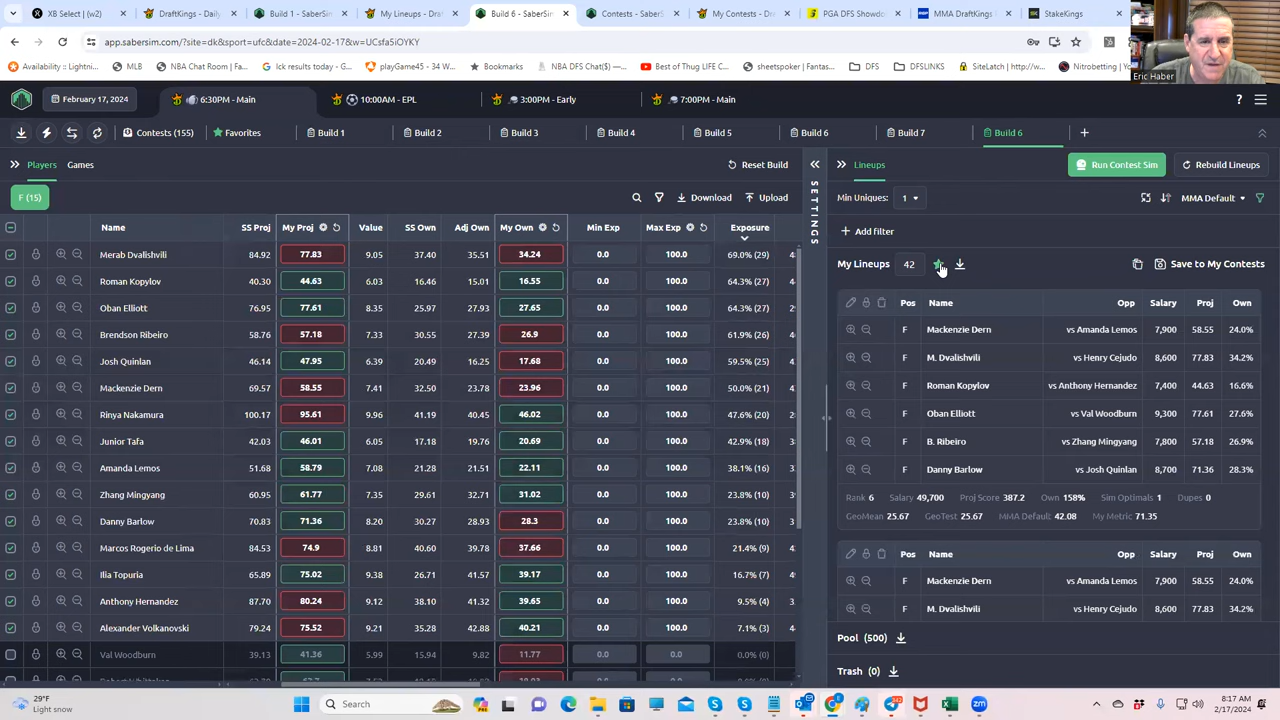 XB Select | (w2)
DraftKings - Daily
Build 1 - SaberSim
My Lineups - Draf
Build 6 - SaberSim
Contests - SaberSi
My Contests - Dra
PGA DFS Showdo
MMA DraftKings
StakeKings
app.sabersim.com/?site=dk&sport=ufc&date=2024-02-17&w=UCsfa5iOYKY
Availability :: Lightni...
MLB
NBA Chat Room | Fa...
lck results today - G...
playGame45 - 34 W...
Bookmarks
NBA DFS Chat($) —...
Best of Thug LIFE C...
sheetspoker | Fantas...
DFS
DFSLINKS
SiteLatch | http://w...
Nitrobetting | You
Eric Haber
February 17, 2024
6:30PM - Main
10:00AM - EPL
3:00PM - Early
7:00PM - Main
?
Contests (155)
Favorites
Build 1
Build 2
Build 3
Build 4
Build 5
Build 6
Build 7
Build 6
+
Players
Games
Reset Build
SETTINGS
Lineups
Run Contest Sim
Rebuild Lineups
F (15)
Download
Upload
Min Uniques: 1
MMA Default
Name SS Proj My Proj Value SS Own Adj Own My Own Min Exp Max Exp Exposure
Merab Dvalishvili 84.92 77.83 9.05 37.40 35.51 34.24 0.0 100.0 69.0% (29)
Roman Kopylov 40.30 44.63 6.03 16.46 15.01 16.55 0.0 100.0 64.3% (27)
Oban Elliott 76.95 77.61 8.35 25.97 27.93 27.65 0.0 100.0 64.3% (27)
Brendson Ribeiro 58.76 57.18 7.33 30.55 27.39 26.9 0.0 100.0 61.9% (26)
Josh Quinlan 46.14 47.95 6.39 20.49 16.25 17.68 0.0 100.0 59.5% (25)
Mackenzie Dern 69.57 58.55 7.41 32.50 23.78 23.96 0.0 100.0 50.0% (21)
Rinya Nakamura 100.17 95.61 9.96 41.19 40.45 46.02 0.0 100.0 47.6% (20)
Junior Tafa 42.03 46.01 6.05 17.18 19.76 20.69 0.0 100.0 42.9% (18)
Amanda Lemos 51.68 58.79 7.08 21.28 21.51 22.11 0.0 100.0 38.1% (16)
Zhang Mingyang 60.95 61.77 7.35 29.61 32.71 31.02 0.0 100.0 23.8% (10)
Danny Barlow 70.83 71.36 8.20 30.27 28.93 28.3 0.0 100.0 23.8% (10)
Marcos Rogerio de Lima 84.53 74.9 8.81 40.60 39.78 37.66 0.0 100.0 21.4% (9)
Ilia Topuria 65.89 75.02 9.38 26.71 41.57 39.17 0.0 100.0 16.7% (7)
Anthony Hernandez 87.70 80.24 9.12 38.10 41.32 39.65 0.0 100.0 9.5% (4)
Alexander Volkanovski 79.24 75.52 9.21 35.28 42.88 40.21 0.0 100.0 7.1% (3)
Val Woodburn 39.13 41.36 5.99 15.94 9.82 11.77 0.0 0.0 0.0% (0)
Add filter
My Lineups 42
Save to My Contests
Pos Name Opp Salary Proj Own
F Mackenzie Dern vs Amanda Lemos 7,900 58.55 24.0%
F M. Dvalishvili vs Henry Cejudo 8,600 77.83 34.2%
F Roman Kopylov vs Anthony Hernandez 7,400 44.63 16.6%
F Oban Elliott vs Val Woodburn 9,300 77.61 27.6%
F B. Ribeiro vs Zhang Mingyang 7,800 57.18 26.9%
F Danny Barlow vs Josh Quinlan 8,700 71.36 28.3%
Rank 6 Salary 49,700 Proj Score 387.2 Own 158% Sim Optimals 1 Dupes 0
GeoMean 25.67 GeoTest 25.67 MMA Default 42.08 My Metric 71.35
Pos Name Opp Salary Proj Own
F Mackenzie Dern vs Amanda Lemos 7,900 58.55 24.0%
F M. Dvalishvili vs Henry Cejudo 8,600 77.83 34.2%
Pool (500)
Trash (0)
29°F
Light snow
Search
8:17 AM
2/17/2024